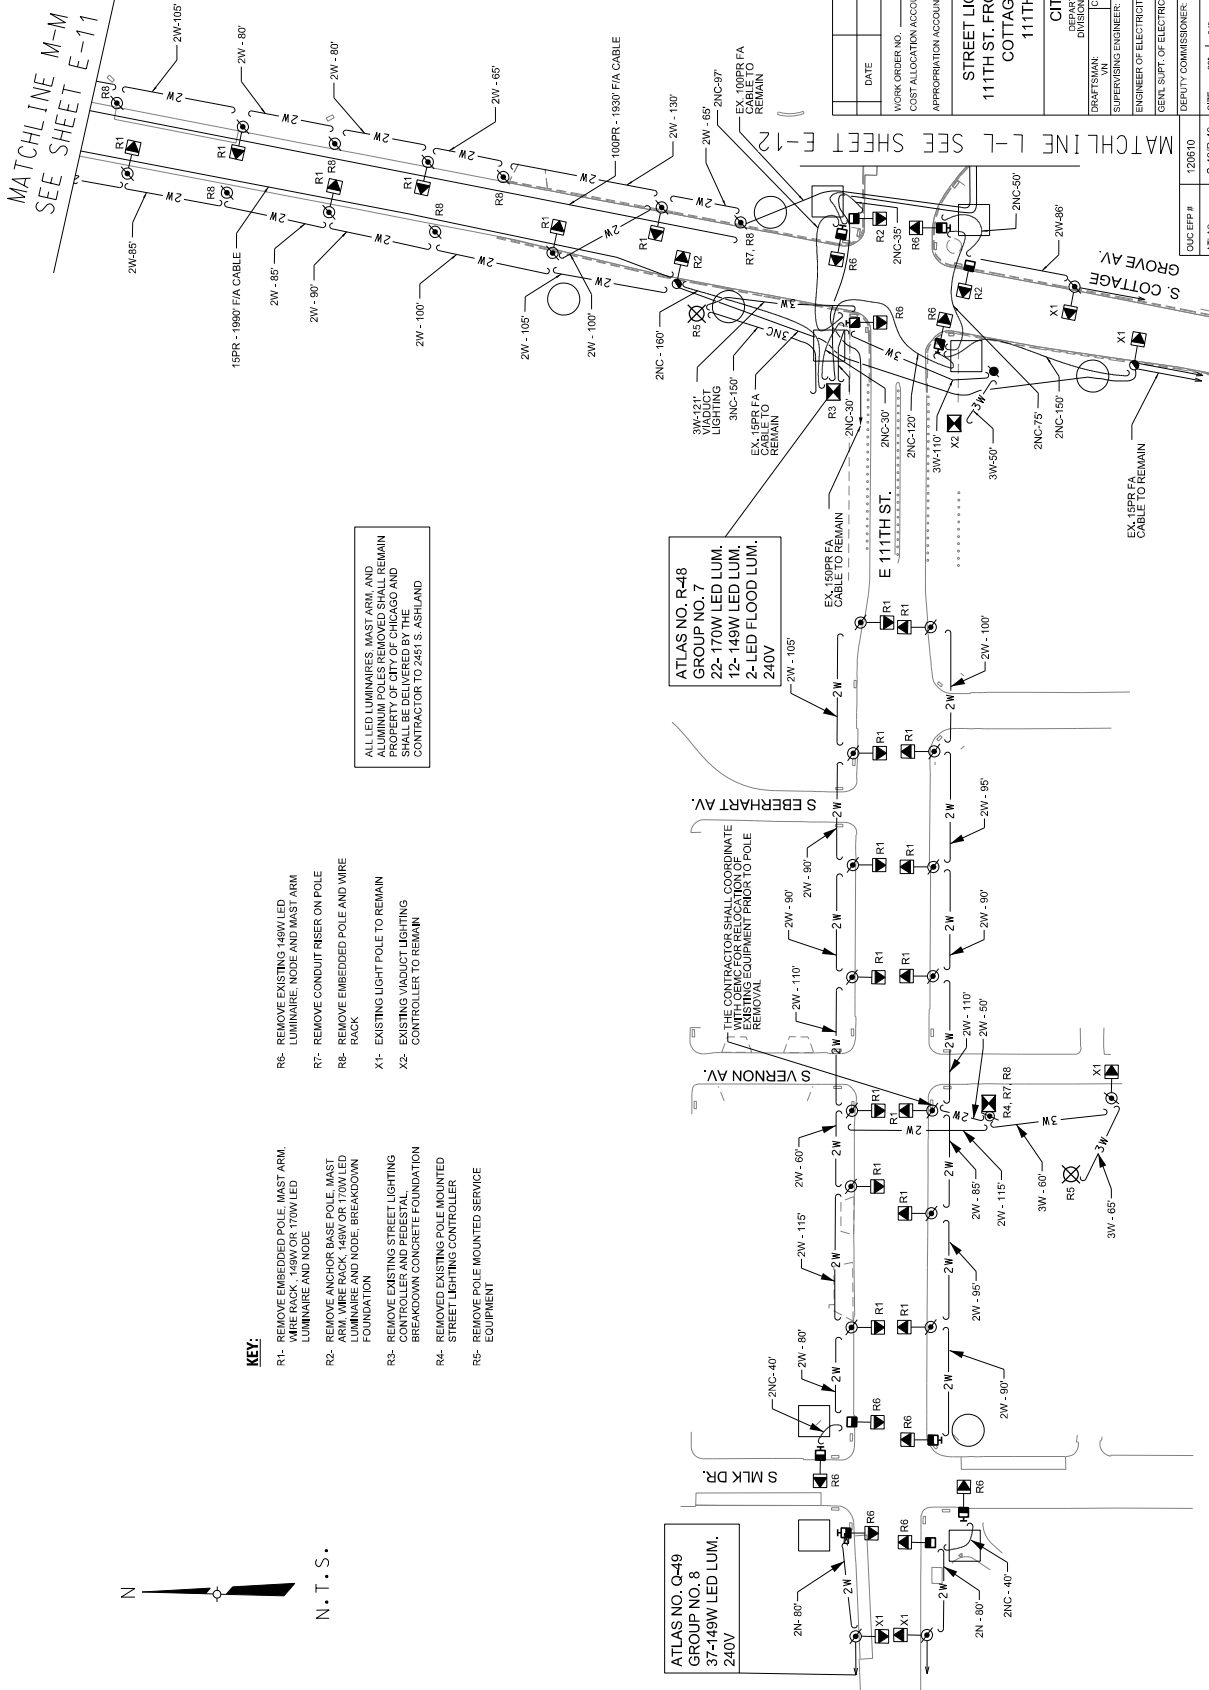 MATCHLINE M-M
SEE SHEET E-11
MATCHLINE L-L SEE SHEET E-12
N
N.T.S.
KEY:
R1- REMOVE EMBEDDED POLE, MAST ARM,
WIRE RACK, 149W OR 170W LED
LUMINAIRE AND NODE
R2- REMOVE ANCHOR BASE POLE, MAST
ARM, WIRE RACK, 149W OR 170W LED
LUMINAIRE AND NODE, BREAKDOWN
FOUNDATION
R3- REMOVE EXISTING STREET LIGHTING
CONTROLLER AND PEDESTAL,
BREAKDOWN CONCRETE FOUNDATION
R4- REMOVED EXISTING POLE MOUNTED
STREET LIGHTING CONTROLLER
R5- REMOVE POLE MOUNTED SERVICE
EQUIPMENT
R6- REMOVE EXISTING 149W LED
LUMINAIRE, NODE AND MAST ARM
R7- REMOVE CONDUIT RISER ON POLE
R8- REMOVE EMBEDDED POLE AND WIRE
RACK
X1- EXISTING LIGHT POLE TO REMAIN
X2- EXISTING VIADUCT LIGHTING
CONTROLLER TO REMAIN
ALL LED LUMINAIRES, MAST ARM, AND
ALUMINUM POLES REMOVED SHALL REMAIN
PROPERTY OF CITY OF CHICAGO AND
SHALL BE DELIVERED BY THE
CONTRACTOR TO 2451 S. ASHLAND
ATLAS NO. Q-49
GROUP NO. 8
37-149W LED LUM.
240V
ATLAS NO. R-48
GROUP NO. 7
22- 170W LED LUM.
12- 149W LED LUM.
2- LED FLOOD LUM.
240V
THE CONTRACTOR SHALL COORDINATE
WITH OEMC FOR RELOCATION OF
EXISTING EQUIPMENT PRIOR TO POLE
REMOVAL
S MLK DR.
S VERNON AV.
S EBERHART AV.
E 111TH ST.
S. COTTAGE
GROVE AV.
2N- 80'
2N - 80'
2NC - 40'
2NC- 40'
2W - 80'
2W - 90'
2W - 115'
2W - 95'
2W - 60'
2W - 85'
2W - 115'
3W - 60'
3W - 65'
R4, R7, R8
R5
X1
2W - 50'
2W - 110'
2W - 110'
2W - 90'
2W - 90'
2W - 90'
2W - 95'
2W - 105'
2W - 100'
EX. 150PR FA
CABLE TO REMAIN
EX. 15PR FA
CABLE TO REMAIN
EX. 15PR FA
CABLE TO
REMAIN
EX. 100PR FA
CABLE TO
REMAIN
3W-121'
VIADUCT
LIGHTING
3NC-150'
2NC - 160'
2NC-30'
2NC-30'
2NC-120'
3W-110'
3W-50'
2NC-75'
2NC-150'
2NC-35'
2NC-50'
2W-86'
2NC-97'
2W - 65'
2W - 130'
100PR - 1930' F/A CABLE
15PR - 1990' F/A CABLE
2W - 65'
2W - 80'
2W - 80'
2W-105'
2W-85'
2W - 85'
2W - 90'
2W - 100'
2W - 105'
2W - 100'
R7, R8
R3
X2
DATE
WORK ORDER NO.
COST ALLOCATION ACCOU
APPROPRIATION ACCOUN
STREET LIG
111TH ST. FRO
COTTAG
111TH
CIT
DEPAR
DIVISION
DRAFTSMAN:
VN
SUPERVISING ENGINEER:
ENGINEER OF ELECTRICIT
GEN'L SUPT. OF ELECTRIC
DEPUTY COMMISSIONER:
OUC EFP #
120610